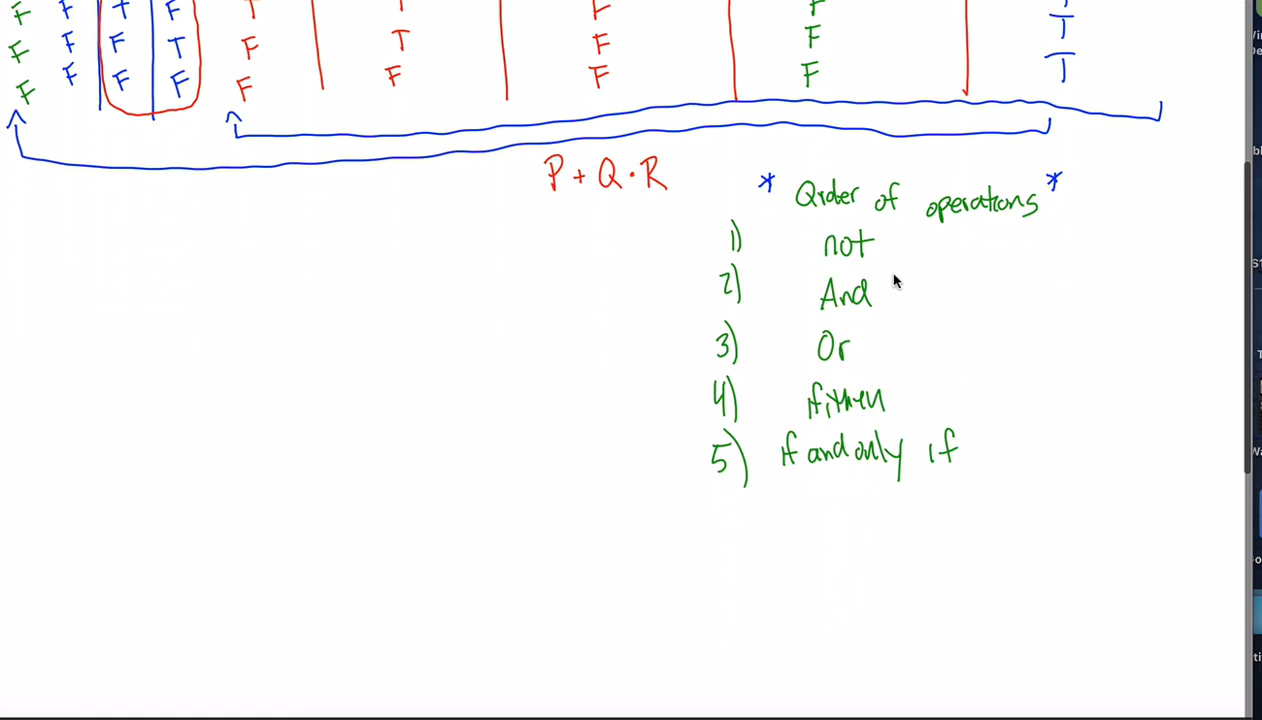 F F T F T T F F T
F F F T F T F F T
F F F F F F F F T
P + Q · R
* Order of operations *
1) not
2) And
3) Or
4) if,then
5) if and only if